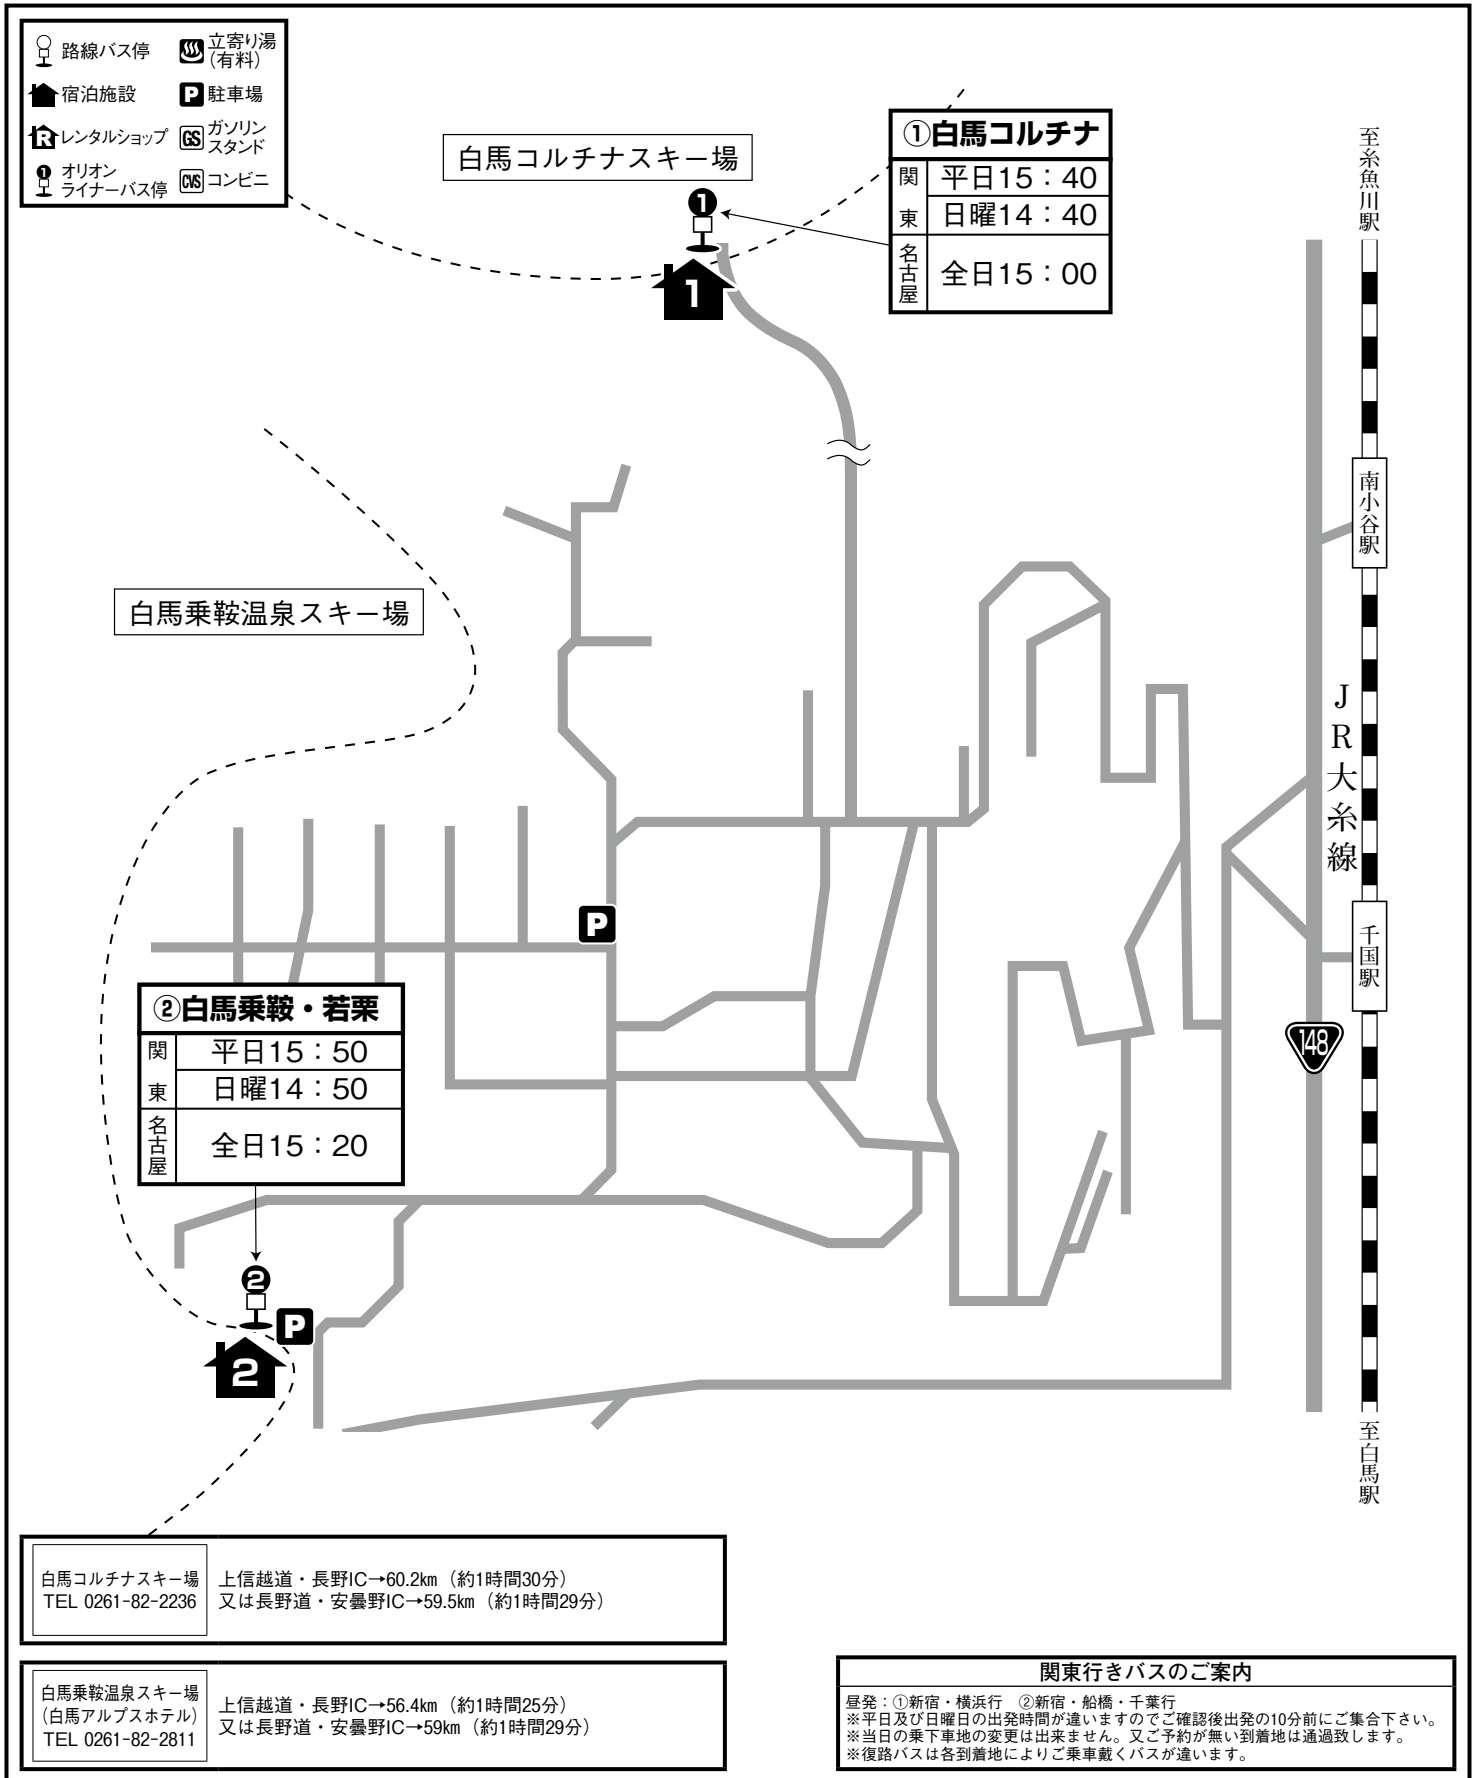 路線バス停
立寄り湯
(有料)
宿泊施設
P 駐車場
R レンタルショップ
GS ガソリン
スタンド
1 オリオン
ライナーバス停
CVS コンビニ
白馬コルチナスキー場
①白馬コルチナ
関東 平日15：40
日曜14：40
名古屋 全日15：00
1
1
至糸魚川駅
南小谷駅
白馬乗鞍温泉スキー場
JR大糸線
P
千国駅
148
②白馬乗鞍・若栗
関東 平日15：50
日曜14：50
名古屋 全日15：20
2
P
2
至白馬駅
白馬コルチナスキー場
TEL 0261-82-2236
上信越道・長野IC→60.2km（約1時間30分）
又は長野道・安曇野IC→59.5km（約1時間29分）
白馬乗鞍温泉スキー場
(白馬アルプスホテル)
TEL 0261-82-2811
上信越道・長野IC→56.4km（約1時間25分）
又は長野道・安曇野IC→59km（約1時間29分）
関東行きバスのご案内
昼発：①新宿・横浜行　②新宿・船橋・千葉行
※平日及び日曜日の出発時間が違いますのでご確認後出発の10分前にご集合下さい。
※当日の乗下車地の変更は出来ません。又ご予約が無い到着地は通過致します。
※復路バスは各到着地によりご乗車戴くバスが違います。